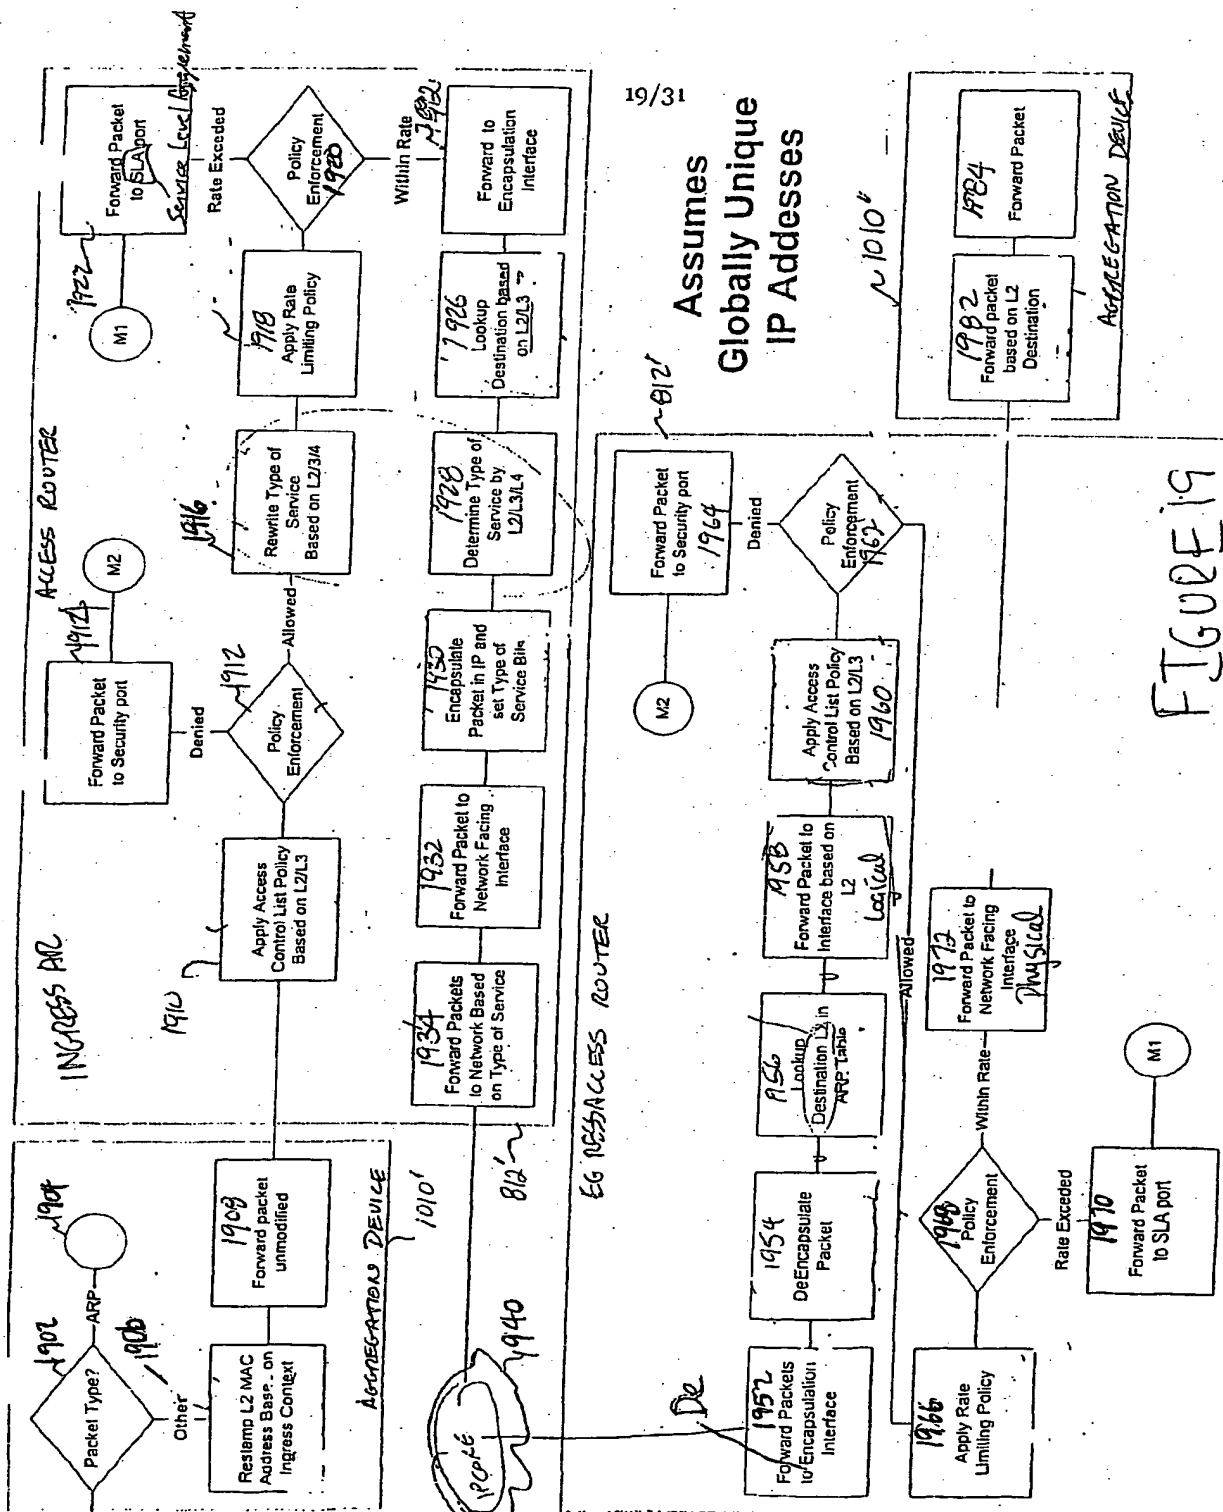 19/31
Assumes
Globally Unique
IP Addesses
INGRESS AR
ACCESS ROUTER
1902
Packet Type?
ARP
1904
Other
1906
Restamp L2 MAC
Address Base on
Ingress Context
1908
Forward packet
unmodified
AGGREGATION DEVICE
1010'
1910
Apply Access
Control List Policy
Based on L2/L3
1912
Policy
Enforcement
Denied
1914
Forward Packet
to Security port
M2
Allowed
1916
Rewrite Type of
Service
Based on L2/3/4
1918
Apply Rate
Limiting Policy
Policy
Enforcement
1920
Rate Exceeded
1922
Forward Packet
to SLA port
Service Level Agreement
M1
Within Rate
Forward to
Encapsulation
Interface
1926
Lookup
Destination based
on L2/L3
1928
Determine Type of
Service by
L2/L3/L4
1930
Encapsulate
Packet in IP and
set Type of
Service Bits
1932
Forward Packet to
Network Facing
Interface
1934
Forward Packets
to Network Based
on Type of Service
812'
1940
EGRESS ACCESS ROUTER
812'
De
1952
Forward Packets
to Encapsulation
Interface
1954
DeEncapsulate
Packet
1956
Lookup
Destination Lx in
ARP Table
1958
Forward Packet to
Interface based on
L2
Logical
Apply Access
Control List Policy
Based on L2/L3
1960
Policy
Enforcement
1962
Denied
Forward Packet
to Security port
1964
M2
Allowed
1966
Apply Rate
Limiting Policy
1968
Policy
Enforcement
Rate Exceeded
1970
Forward Packet
to SLA port
M1
Within Rate
1972
Forward Packet to
Network Facing
Interface
Physical
1010'
1982
Forward packet
based on L2
Destination
1984
Forward Packet
AGGREGATION DEVICE
FIGURE 19